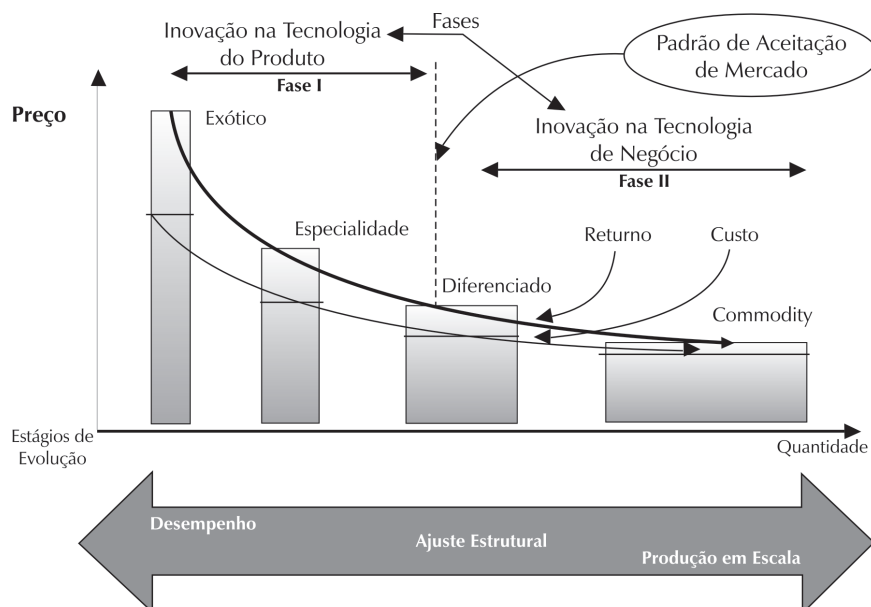 Inovação na Tecnologia
do Produto
Fase I
Fases
Padrão de Aceitação
de Mercado
Preço
Exótico
Inovação na Tecnologia
de Negócio
Fase II
Especialidade
Returno
Custo
Diferenciado
Commodity
Estágios de
Evolução
Quantidade
Desempenho
Ajuste Estrutural
Produção em Escala